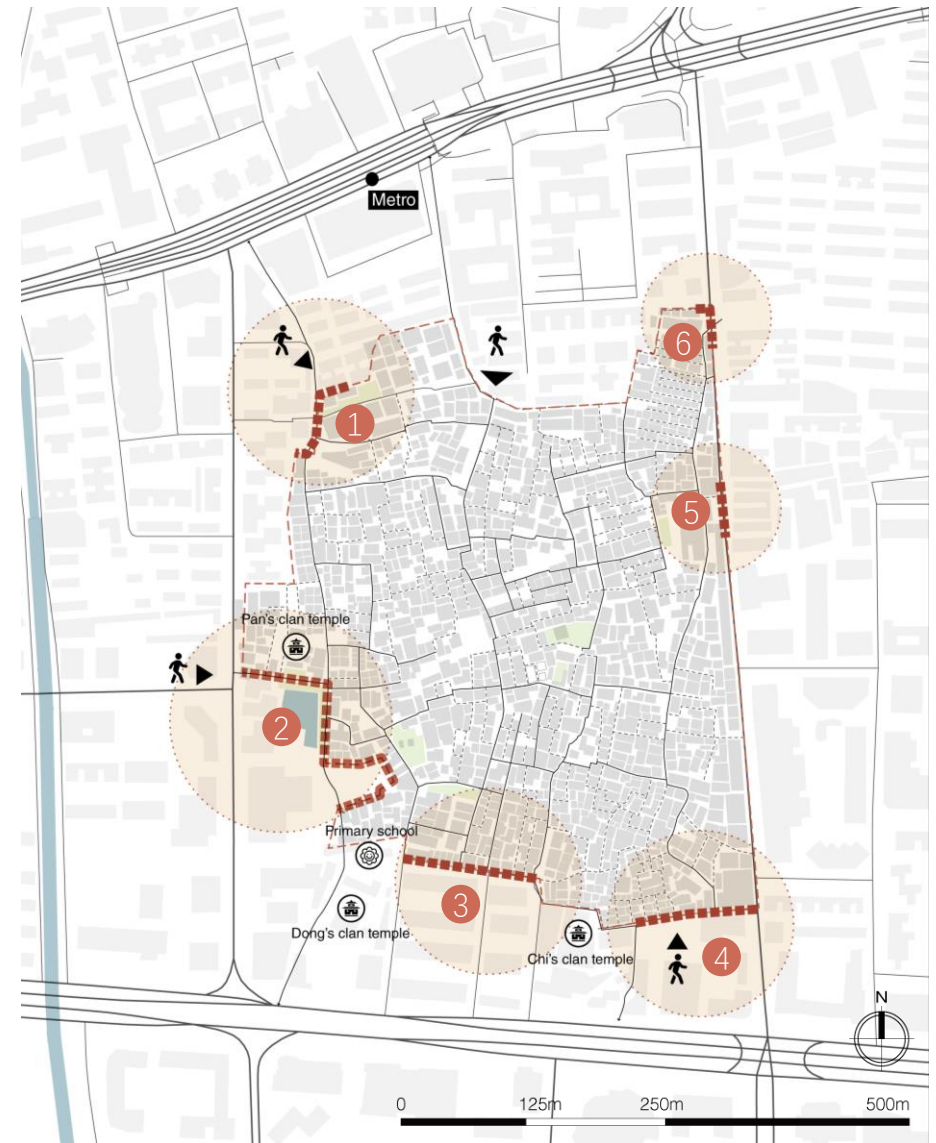 Metro
6
1
5
Pan's clan temple
2
Primary school
3
Dong's clan temple
Chi's clan temple
4
N
0 125m 250m 500m